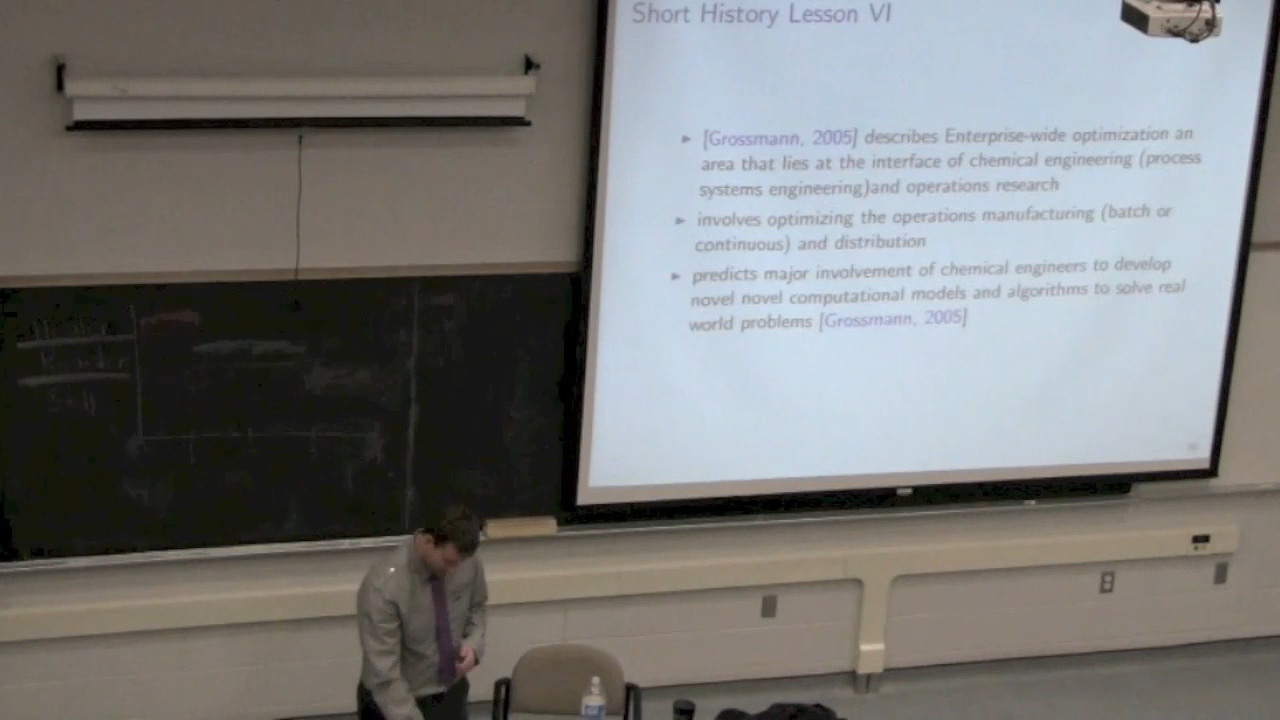 Short History Lesson VI
► [Grossmann, 2005] describes Enterprise-wide optimization an
area that lies at the interface of chemical engineering (process
systems engineering)and operations research
► involves optimizing the operations manufacturing (batch or
continuous) and distribution
► predicts major involvement of chemical engineers to develop
novel novel computational models and algorithms to solve real
world problems [Grossmann, 2005]